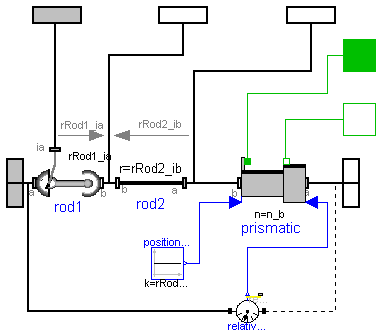 rRod1_ia
rRod2_ib
ia
rRod1_ia
r=rRod2_ib
a
b
b
a
b
a
rod1
rod2
n=n_b
prismatic
position...
k=rRod...
relativ...